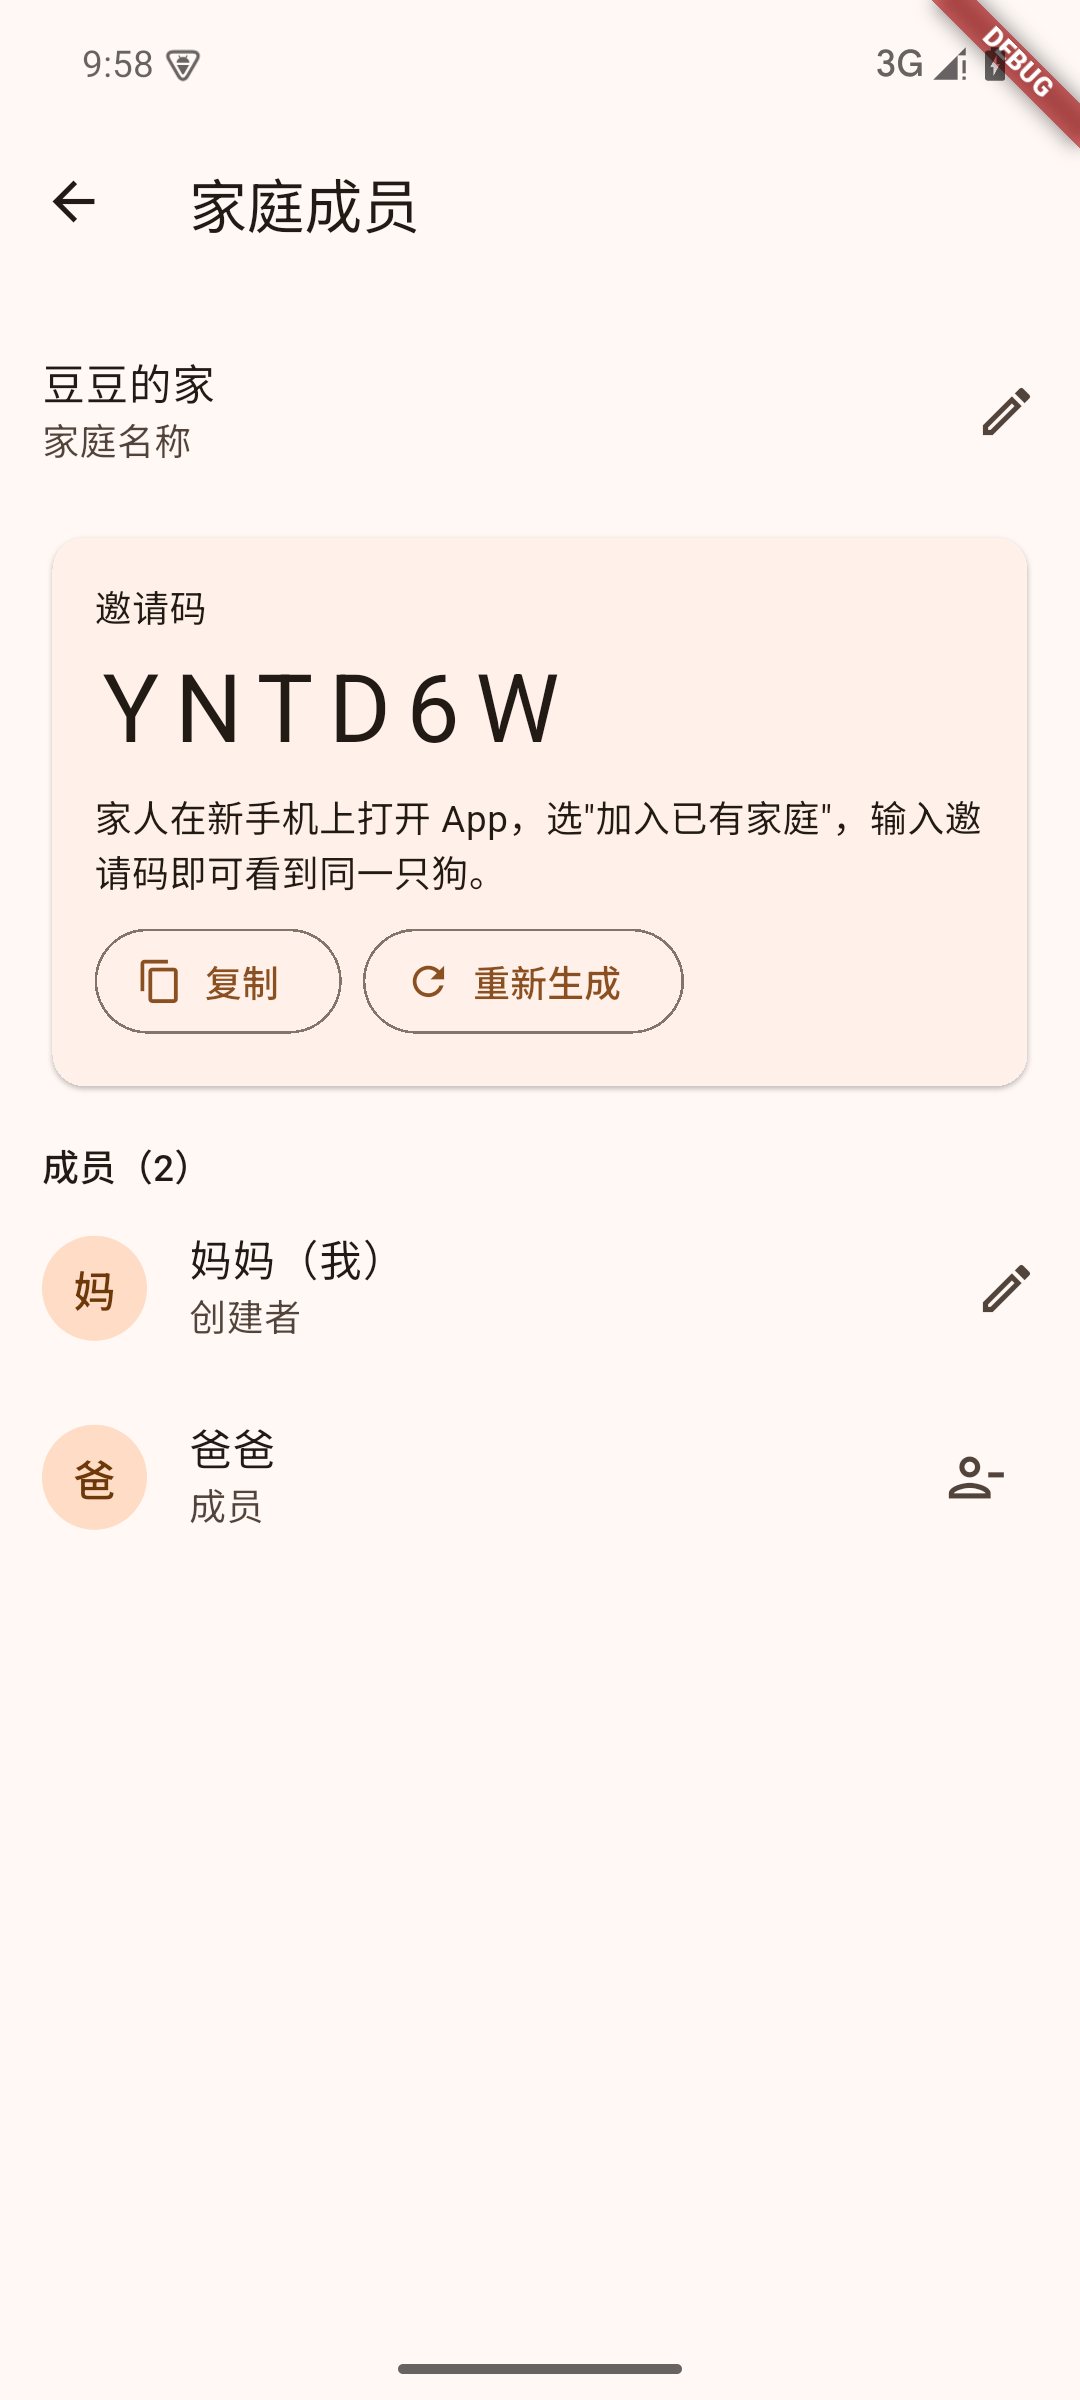 9:58
3G
DEBUG
家庭成员
豆豆的家
家庭名称
邀请码
YNTD6W
家人在新手机上打开 App，选"加入已有家庭"，输入邀
请码即可看到同一只狗。
复制
重新生成
成员（2）
妈
妈妈（我）
创建者
爸
爸爸
成员